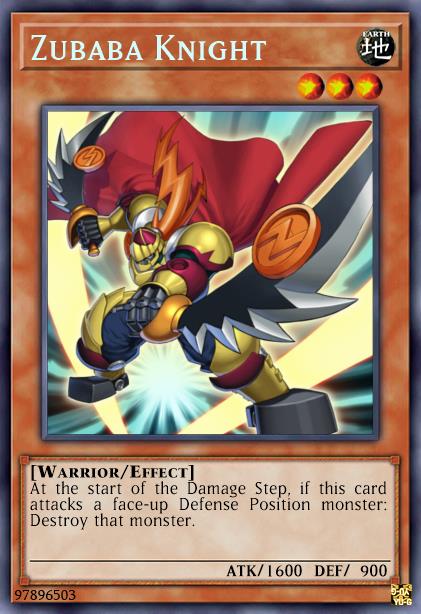 Zubaba Knight
EARTH
地
[Warrior/Effect]
At the start of the Damage Step, if this card
attacks a face-up Defense Position monster:
Destroy that monster.
ATK/1600 DEF/ 900
97896503